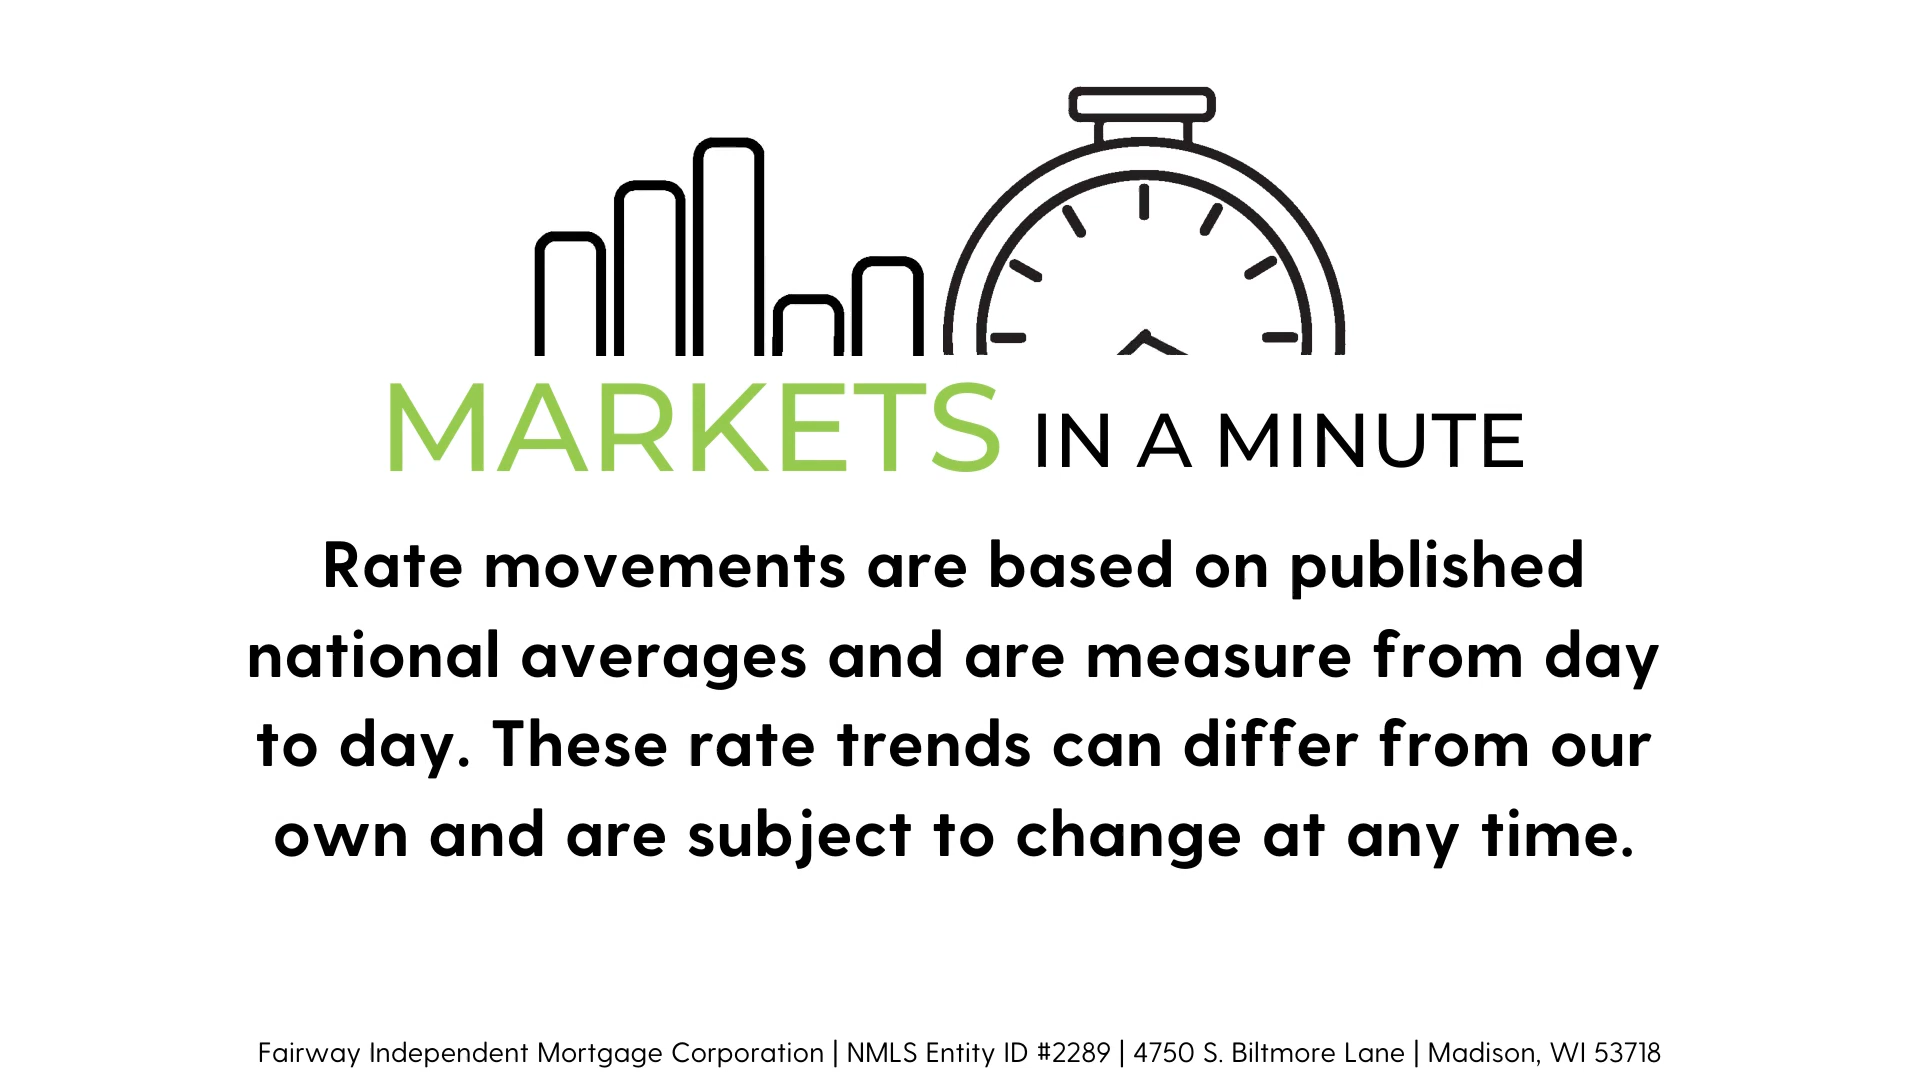 MARKETS IN A MINUTE
Rate movements are based on published
national averages and are measure from day
to day. These rate trends can differ from our
own and are subject to change at any time.
Fairway Independent Mortgage Corporation | NMLS Entity ID #2289 | 4750 S. Biltmore Lane | Madison, WI 53718